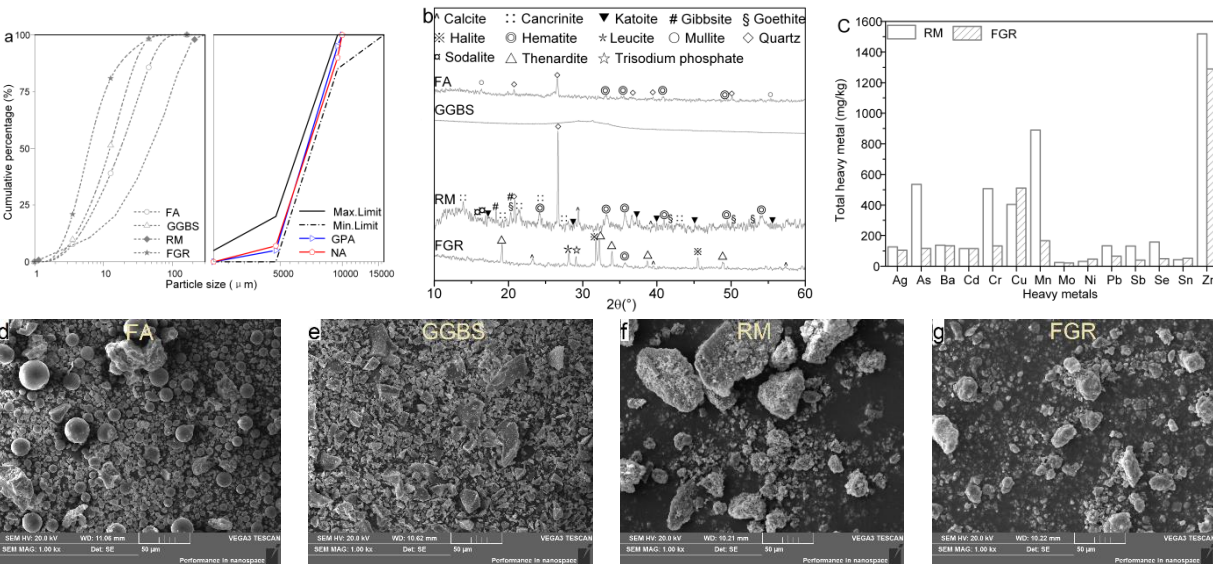 a
Cumulative percentage (%)
100
75
50
25
0
FA
GGBS
RM
FGR
Max.Limit
Min.Limit
GPA
NA
1
10
100
5000
10000
15000
Particle size ( μ m)
b
^ Calcite
Cancrinite
▼ Katoite
# Gibbsite
§ Goethite
※ Halite
◎ Hematite
✳ Leucite
○ Mullite
◇ Quartz
¤ Sodalite
△ Thenardite
☆ Trisodium phosphate
FA
GGBS
RM
FGR
10
20
30
40
50
60
2θ(°)
C
RM
FGR
Total heavy metal (mg/kg)
1600
1400
1200
1000
800
600
400
200
0
Ag As Ba Cd Cr Cu Mn Mo Ni Pb Sb Se Sn Zn
Heavy metals
d
FA
SEM HV: 20.0 kV WD: 11.06 mm VEGA3 TESCAN
SEM MAG: 1.00 kx Det: SE 50 μm
Performance in nanospace
e
GGBS
SEM HV: 20.0 kV WD: 10.62 mm VEGA3 TESCAN
SEM MAG: 1.00 kx Det: SE 50 μm
Performance in nanospace
f
RM
SEM HV: 20.0 kV WD: 10.21 mm VEGA3 TESCAN
SEM MAG: 1.00 kx Det: SE 50 μm
Performance in nanospace
g
FGR
SEM HV: 20.0 kV WD: 10.22 mm VEGA3 TESCAN
SEM MAG: 1.00 kx Det: SE 50 μm
Performance in nanospace